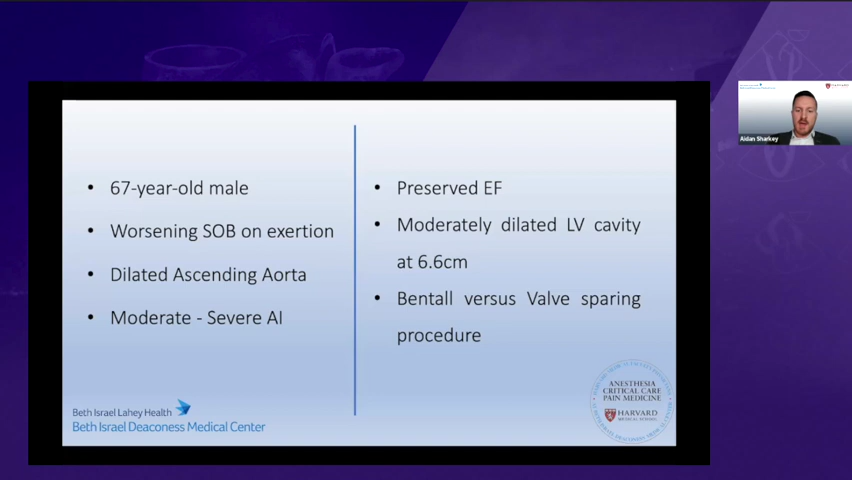 67-year-old male
Worsening SOB on exertion
Dilated Ascending Aorta
Moderate - Severe AI
Preserved EF
Moderately dilated LV cavity
at 6.6cm
Bentall versus Valve sparing
procedure
Beth Israel Lahey Health
Beth Israel Deaconess Medical Center
ANESTHESIA
CRITICAL CARE
PAIN MEDICINE
HARVARD
MEDICAL SCHOOL
Aidan Sharkey